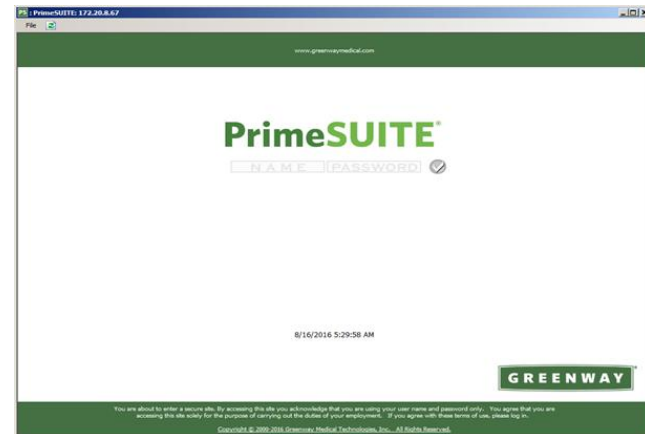 : PrimeSUITE: 172.20.8.67
File
www.greenwaymedical.com
PrimeSUITE®
NAME PASSWORD
8/16/2016 5:29:58 AM
GREENWAY
You are about to enter a secure site. By accessing this site you acknowledge that you are using your user name and password only. You agree that you are
accessing this site solely for the purpose of carrying out the duties of your employment. If you agree with these terms of use, please log in.
Copyright © 2000-2016 Greenway Medical Technologies, Inc. All Rights Reserved.